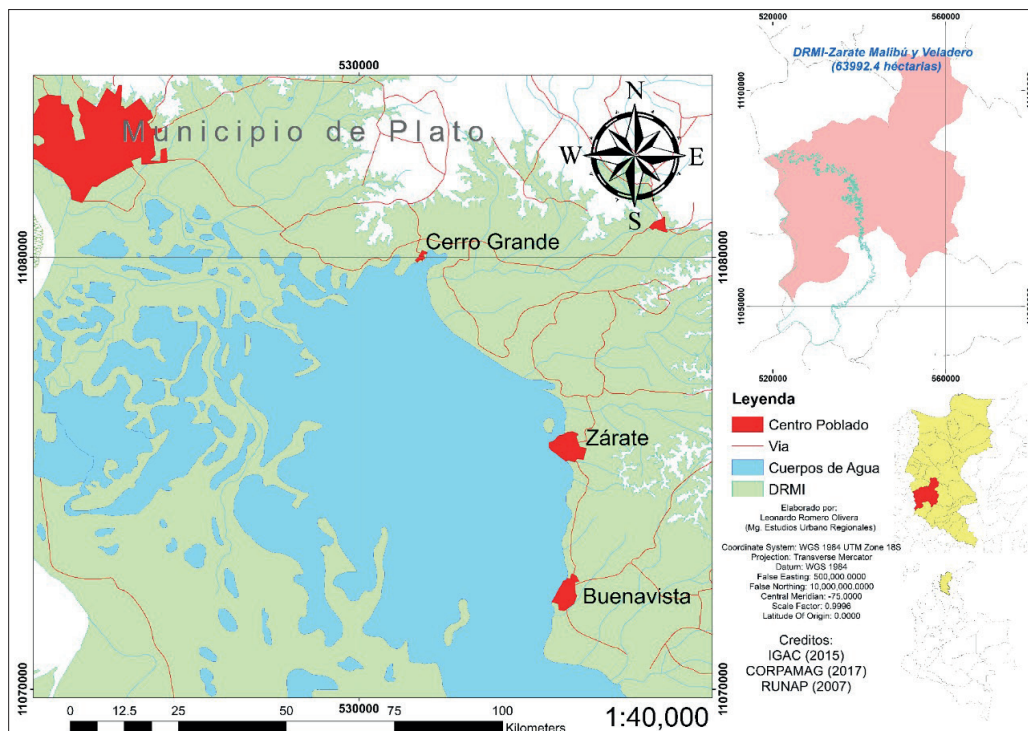 530000
Municipio de Plato
N
W
E
S
Cerro Grande
11080000
11080000
Zárate
Buenavista
11070000
11070000
0
12.5
25
50
75
100
Kilometers
530000
1:40,000
520000
560000
DRMI-Zarate Malibú y Veladero
(63992.4 héctarias)
11100000
11050000
520000
560000
Leyenda
Centro Poblado
Via
Cuerpos de Agua
DRMI
Elaborado por:
Leonardo Romero Olivera
(Mg. Estudios Urbano Regionales)
Coordinate System: WGS 1984 UTM Zone 18S
Projection: Transverse Mercator
Datum: WGS 1984
False Easting: 500,000.0000
False Northing: 10,000,000.0000
Central Meridian: -75.0000
Scale Factor: 0.9996
Latitude Of Origin: 0.0000
Creditos:
IGAC (2015)
CORPAMAG (2017)
RUNAP (2007)